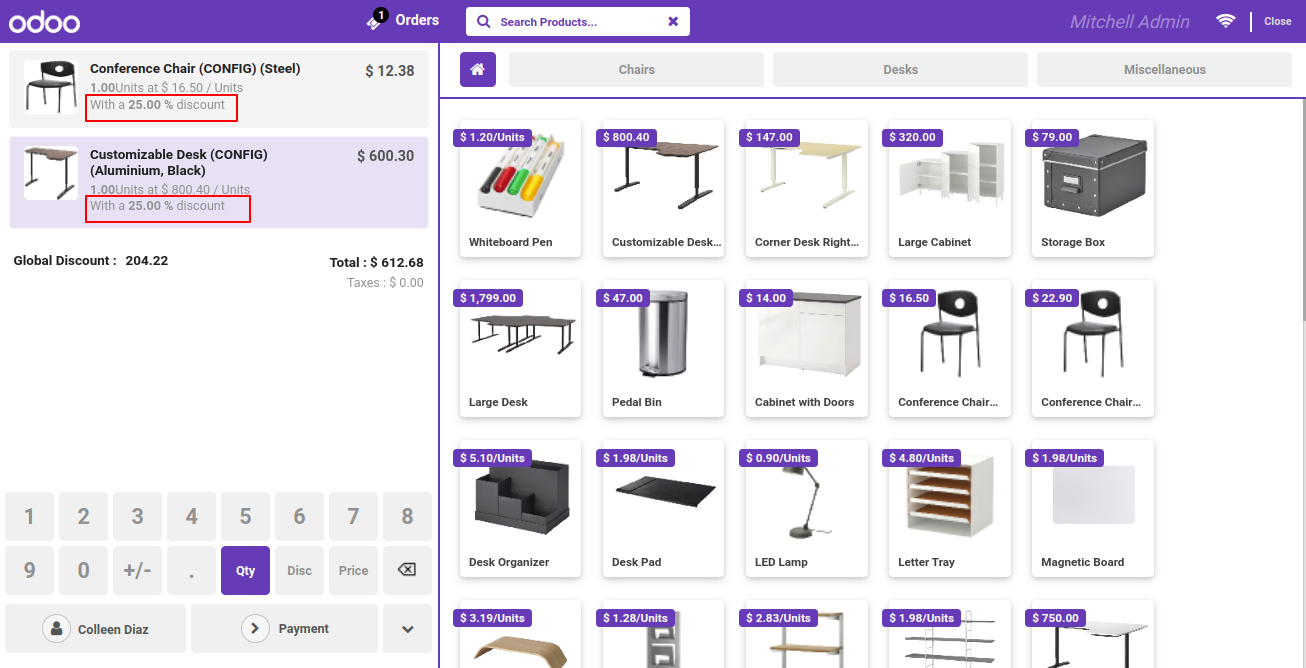 odoo
1
Orders
Search Products...
Mitchell Admin
Close
Conference Chair (CONFIG) (Steel)
$ 12.38
1.00Units at $ 16.50 / Units
With a 25.00 % discount
Customizable Desk (CONFIG)
(Aluminium, Black)
$ 600.30
1.00Units at $ 800.40 / Units
With a 25.00 % discount
Global Discount : 204.22
Total : $ 612.68
Taxes : $ 0.00
1 2 3 4 5 6 7 8
9 0 +/- . Qty Disc Price
Colleen Diaz
Payment
Chairs
Desks
Miscellaneous
$ 1.20/Units
Whiteboard Pen
$ 800.40
Customizable Desk...
$ 147.00
Corner Desk Right...
$ 320.00
Large Cabinet
$ 79.00
Storage Box
$ 1,799.00
Large Desk
$ 47.00
Pedal Bin
$ 14.00
Cabinet with Doors
$ 16.50
Conference Chair...
$ 22.90
Conference Chair...
$ 5.10/Units
Desk Organizer
$ 1.98/Units
Desk Pad
$ 0.90/Units
LED Lamp
$ 4.80/Units
Letter Tray
$ 1.98/Units
Magnetic Board
$ 3.19/Units
$ 1.28/Units
$ 2.83/Units
$ 1.98/Units
$ 750.00